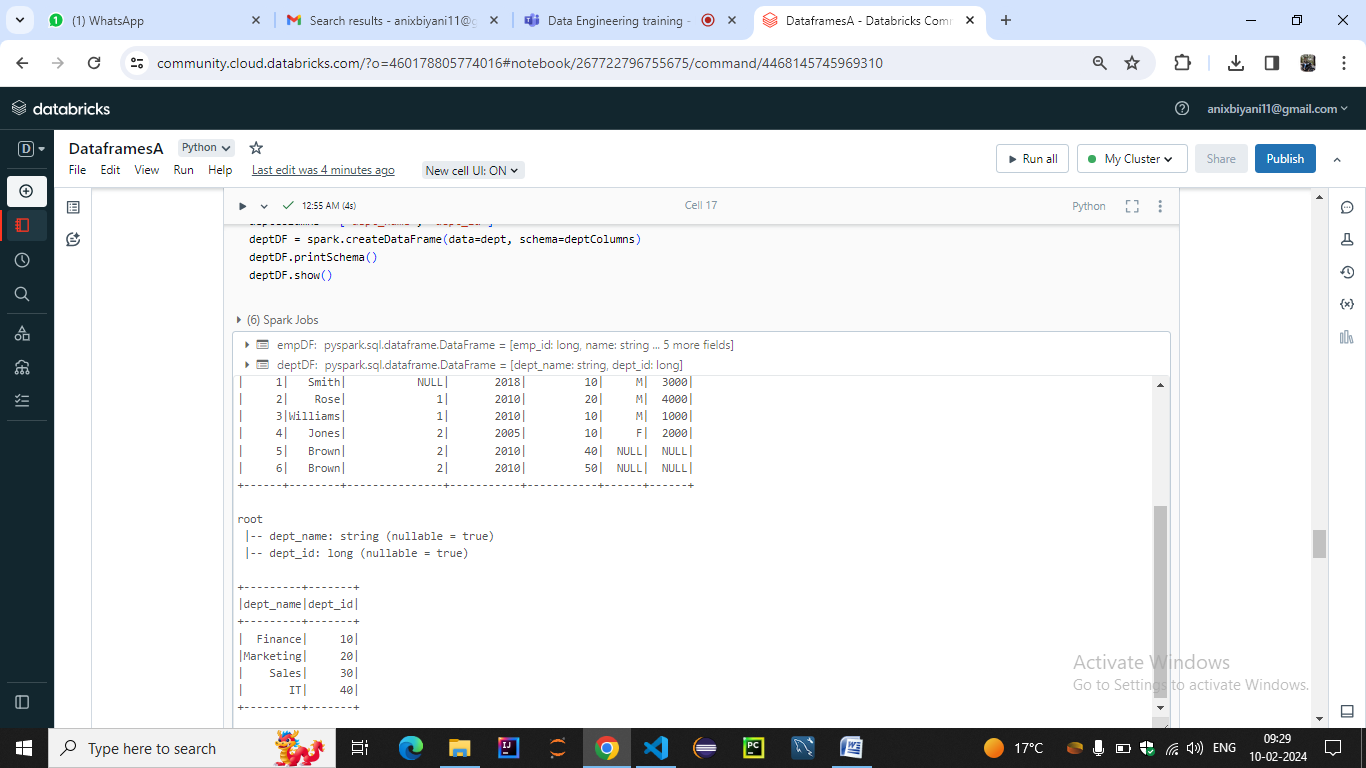 (1) WhatsApp
Search results - anixbiyani11@g
Data Engineering training -
DataframesA - Databricks Com
community.cloud.databricks.com/?o=460178805774016#notebook/267722796755675/command/4468145745969310
databricks
anixbiyani11@gmail.com
D
DataframesA
Python
File Edit View Run Help
Last edit was 4 minutes ago
New cell UI: ON
Run all
My Cluster
Share
Publish
12:55 AM (4s)
Cell 17
Python
deptDF = spark.createDataFrame(data=dept, schema=deptColumns)
deptDF.printSchema()
deptDF.show()
(6) Spark Jobs
empDF: pyspark.sql.dataframe.DataFrame = [emp_id: long, name: string ... 5 more fields]
deptDF: pyspark.sql.dataframe.DataFrame = [dept_name: string, dept_id: long]
|     1|   Smith|           NULL|       2018|         10|     M|  3000|
|     2|    Rose|              1|       2010|         20|     M|  4000|
|     3|Williams|              1|       2010|         10|     M|  1000|
|     4|   Jones|              2|       2005|         10|     F|  2000|
|     5|   Brown|              2|       2010|         40|  NULL|  NULL|
|     6|   Brown|              2|       2010|         50|  NULL|  NULL|
+------+--------+---------------+-----------+-----------+------+------+
root
|-- dept_name: string (nullable = true)
|-- dept_id: long (nullable = true)
+---------+-------+
|dept_name|dept_id|
+---------+-------+
|  Finance|     10|
|Marketing|     20|
|    Sales|     30|
|       IT|     40|
+---------+-------+
Activate Windows
Go to Settings to activate Windows.
Type here to search
17°C
ENG
09:29
10-02-2024